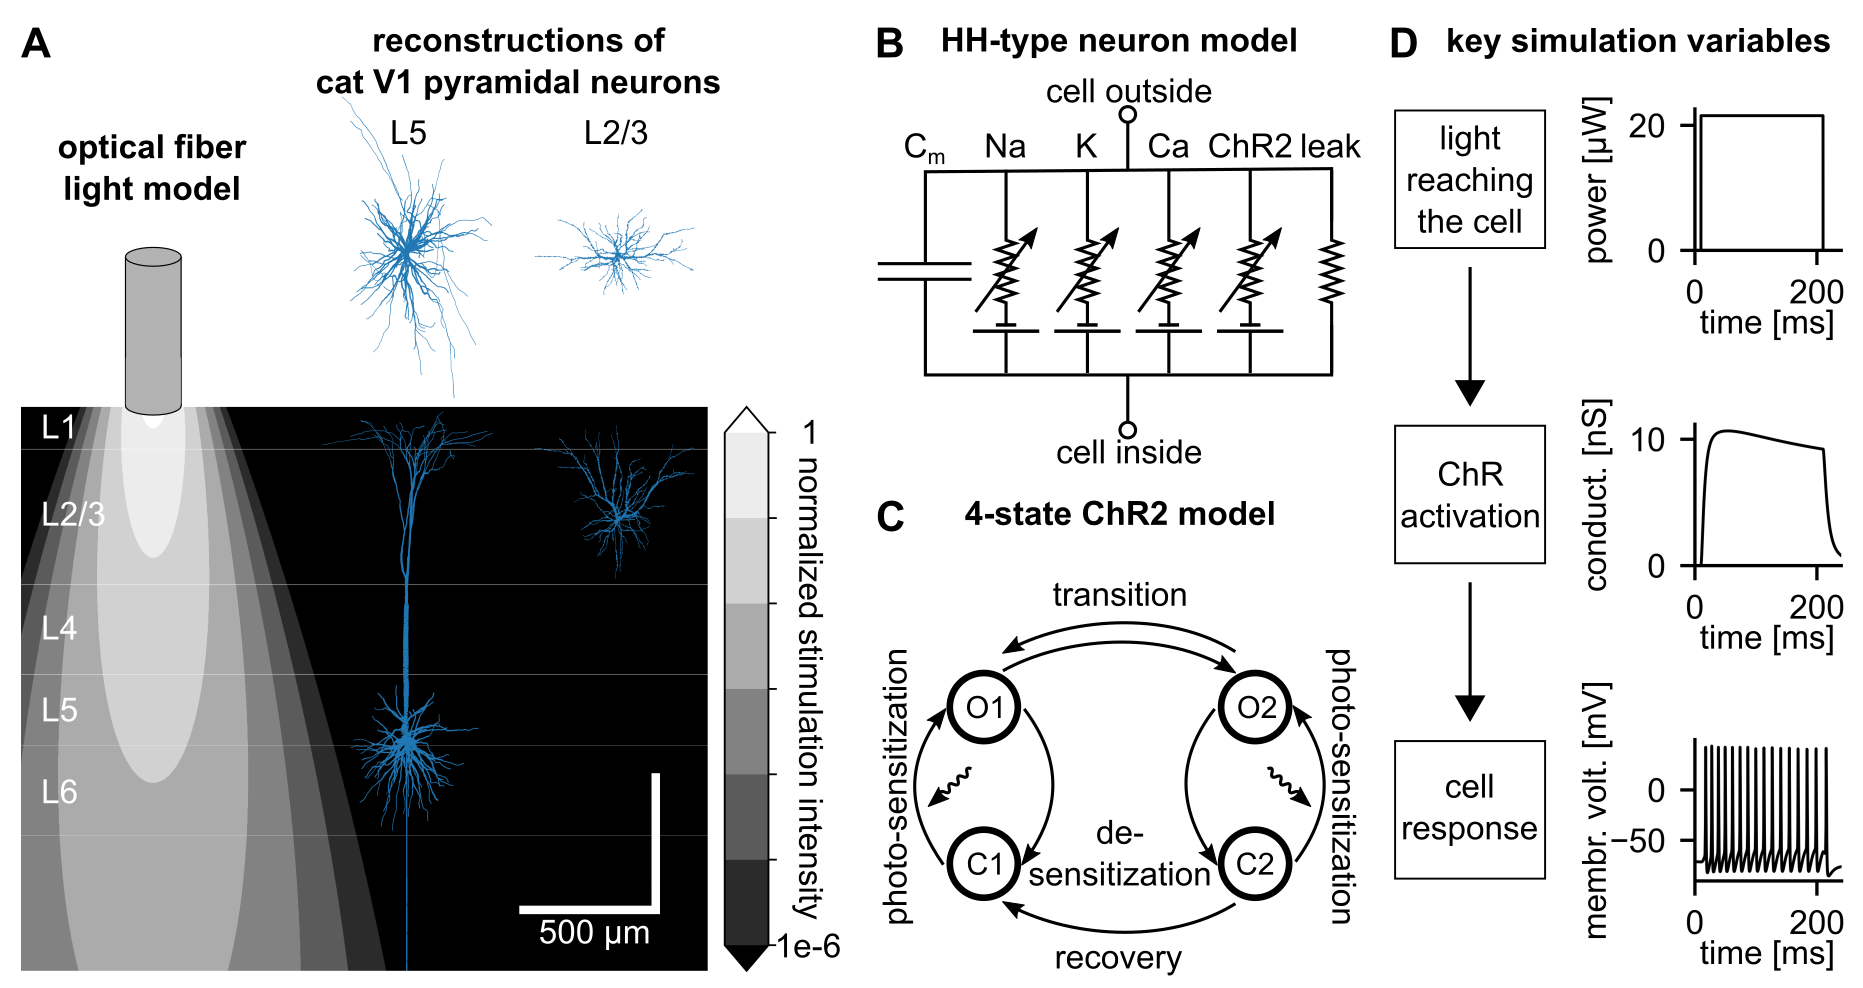 A
reconstructions of
cat V1 pyramidal neurons
L5
L2/3
optical fiber
light model
L1
L2/3
L4
L5
L6
500 µm
1
normalized stimulation intensity
1e-6
B
HH-type neuron model
cell outside
Cm
Na
K
Ca
ChR2
leak
cell inside
C
4-state ChR2 model
transition
photo-sensitization
O1
O2
photo-sensitization
C1
de-
sensitization
C2
recovery
D
key simulation variables
light
reaching
the cell
power [µW]
20
0
0
200
time [ms]
ChR
activation
conduct. [nS]
10
0
0
200
time [ms]
cell
response
membr. volt. [mV]
0
−50
0
200
time [ms]